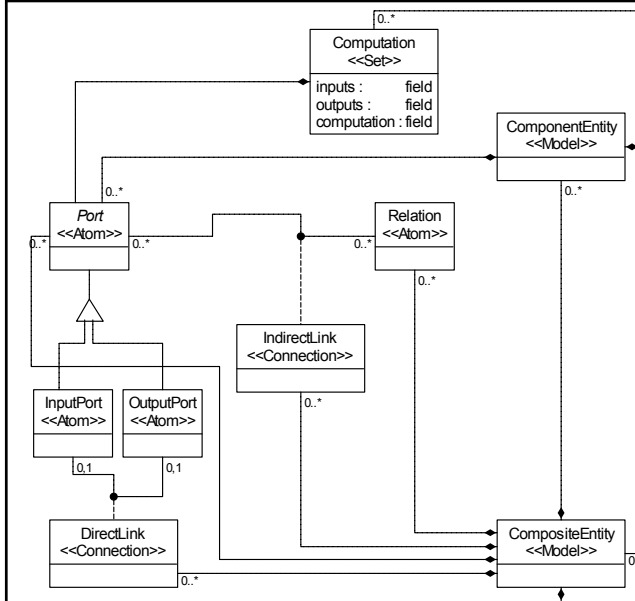 0..*
Computation
<<Set>>
inputs : field
outputs : field
computation : field
ComponentEntity
<<Model>>
0..*
0..*
Port
<<Atom>>
0..*
0..*
Relation
<<Atom>>
0..*
0..*
IndirectLink
<<Connection>>
0..*
InputPort
<<Atom>>
OutputPort
<<Atom>>
0,1
0,1
DirectLink
<<Connection>>
0..*
CompositeEntity
<<Model>>
0